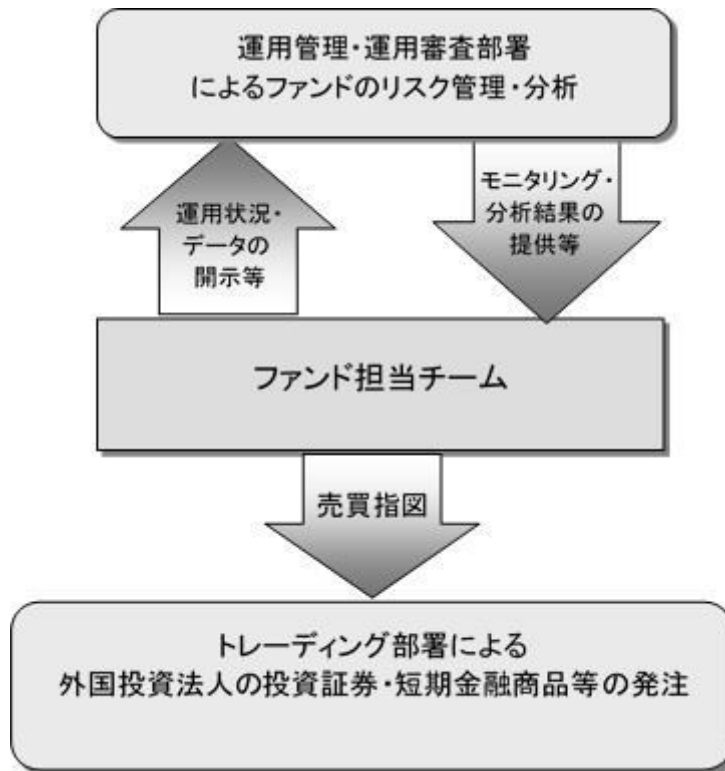 運用管理・運用審査部署
によるファンドのリスク管理・分析
運用状況・
データの
開示等
モニタリング・
分析結果の
提供等
ファンド担当チーム
売買指図
トレーディング部署による
外国投資法人の投資証券・短期金融商品等の発注